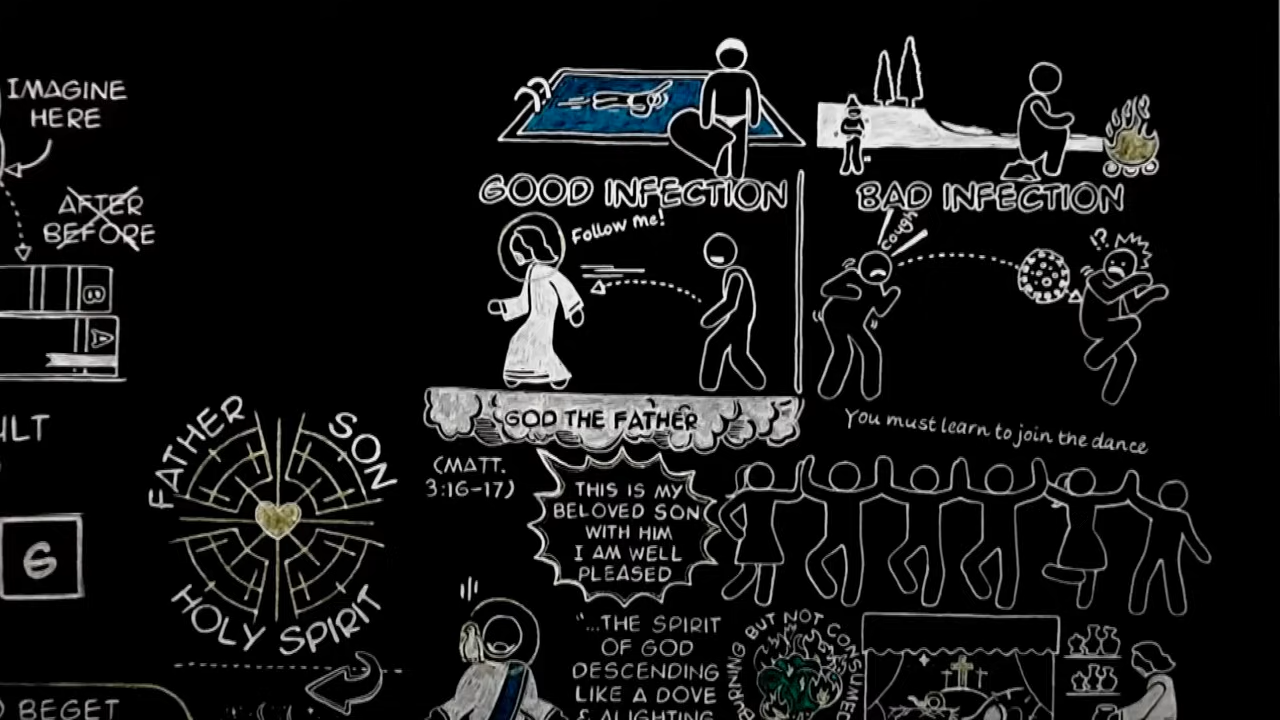 IMAGINE
HERE
AFTER
BEFORE
GOOD INFECTION
BAD INFECTION
Follow me!
cough
!?
GOD THE FATHER
(MATT.
3:16-17)
THIS IS MY
BELOVED SON
WITH HIM
I AM WELL
PLEASED
You must learn to join the dance
FATHER
SON
HOLY SPIRIT
6
"...THE SPIRIT
OF GOD
DESCENDING
LIKE A DOVE
& ALIGHTING
BURNING BUT NOT CONSUMED
BEGET